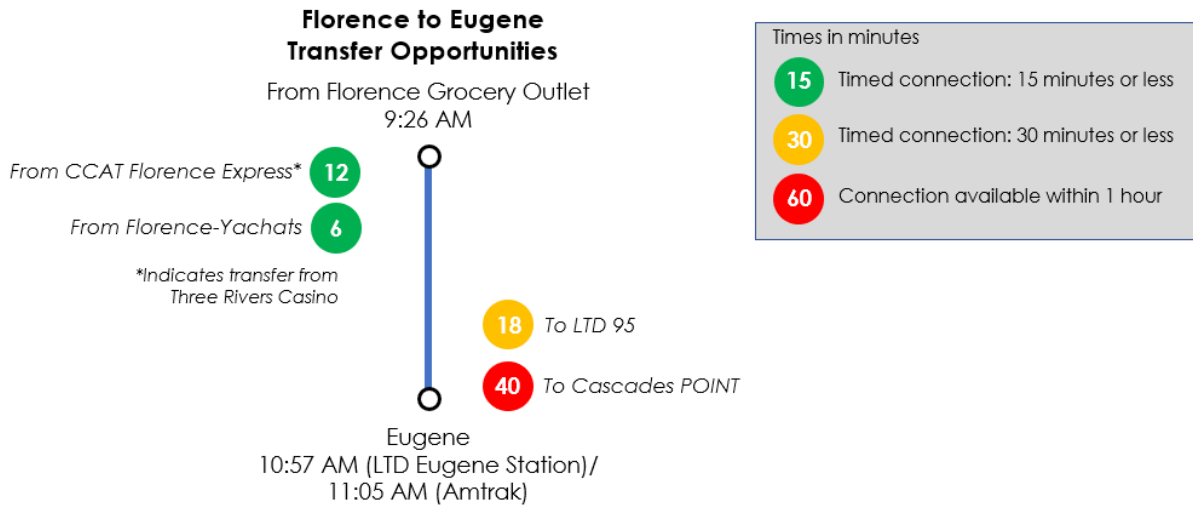 Florence to Eugene
Transfer Opportunities
From Florence Grocery Outlet
9:26 AM
From CCAT Florence Express*
12
From Florence-Yachats
6
*Indicates transfer from
Three Rivers Casino
18
To LTD 95
40
To Cascades POINT
Eugene
10:57 AM (LTD Eugene Station)/
11:05 AM (Amtrak)
Times in minutes
15
Timed connection: 15 minutes or less
30
Timed connection: 30 minutes or less
60
Connection available within 1 hour